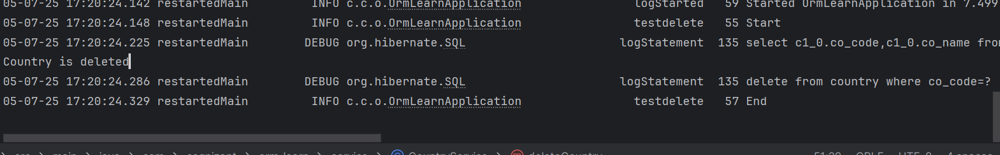 05-07-25 17:20:24.142 restartedMain INFO c.c.o.OrmLearnApplication logStarted 59 Started OrmLearnApplication in 7.499
05-07-25 17:20:24.148 restartedMain INFO c.c.o.OrmLearnApplication testdelete 55 Start
05-07-25 17:20:24.225 restartedMain DEBUG org.hibernate.SQL logStatement 135 select c1_0.co_code,c1_0.co_name from
Country is deleted
05-07-25 17:20:24.286 restartedMain DEBUG org.hibernate.SQL logStatement 135 delete from country where co_code=?
05-07-25 17:20:24.329 restartedMain INFO c.c.o.OrmLearnApplication testdelete 57 End
src > main > java > com > cognizant > orm-learn > service > CountryService > deleteCountry 51:20 CRLF UTF-8 4 spaces